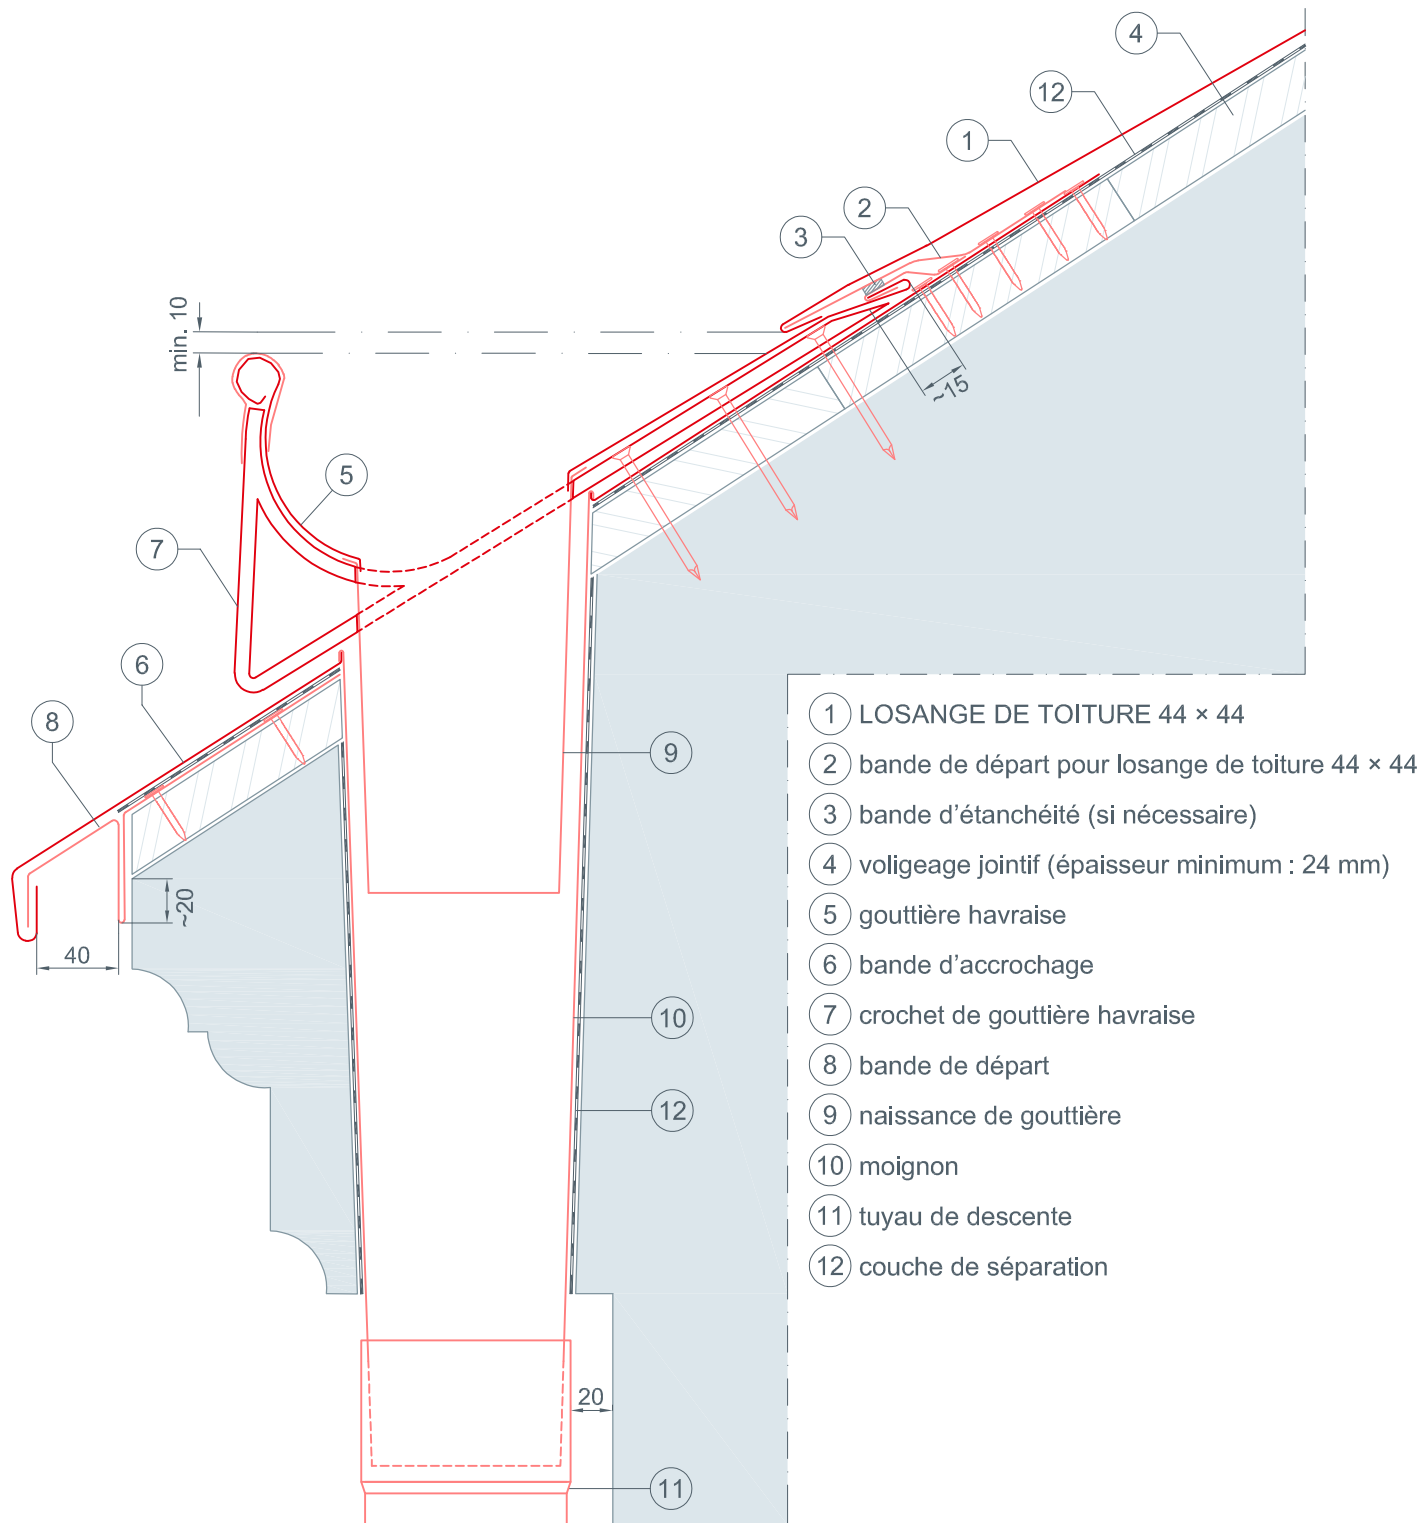 4
12
1
2
3
min. 10
~15
5
7
6
8
9
~20
40
10
12
20
11
1 LOSANGE DE TOITURE 44 × 44
2 bande de départ pour losange de toiture 44 × 44
3 bande d’étanchéité (si nécessaire)
4 voligeage jointif (épaisseur minimum : 24 mm)
5 gouttière havraise
6 bande d’accrochage
7 crochet de gouttière havraise
8 bande de départ
9 naissance de gouttière
10 moignon
11 tuyau de descente
12 couche de séparation